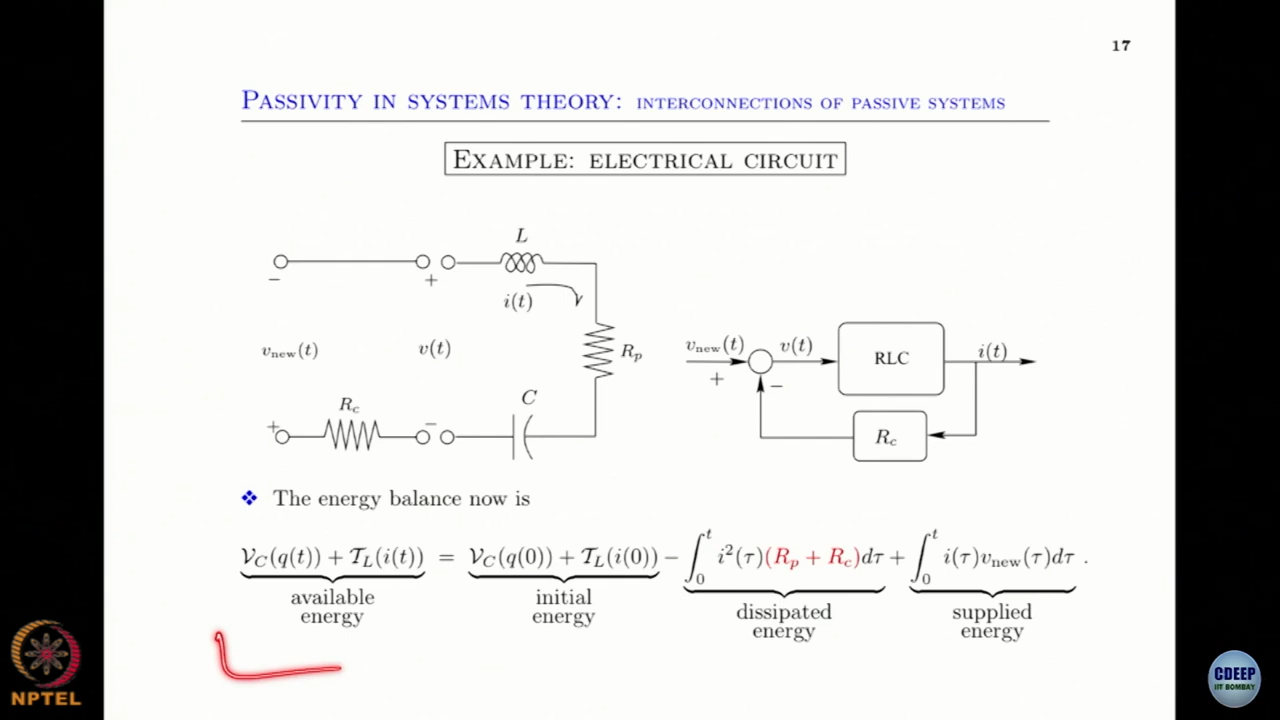 17
PASSIVITY IN SYSTEMS THEORY: INTERCONNECTIONS OF PASSIVE SYSTEMS
EXAMPLE: ELECTRICAL CIRCUIT
L
−
+
i(t)
v_new(t)
v(t)
R_p
R_c
C
+
−
v_new(t)
v(t)
RLC
i(t)
+
−
R_c
❖ The energy balance now is
𝒱_C(q(t)) + 𝒯_L(i(t)) = 𝒱_C(q(0)) + 𝒯_L(i(0)) − ∫_0^t i²(τ)(R_p + R_c)dτ + ∫_0^t i(τ)v_new(τ)dτ .
available energy
initial energy
dissipated energy
supplied energy
NPTEL
CDEEP
IIT BOMBAY